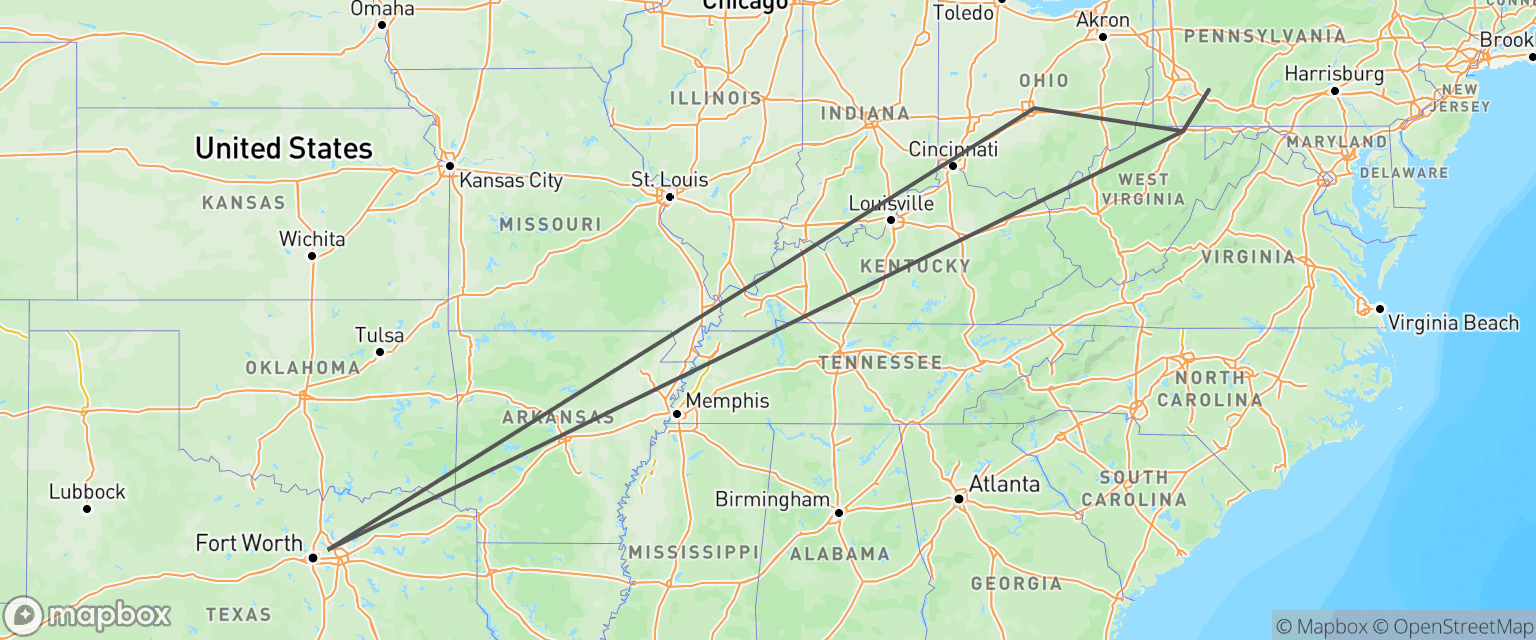 Omaha
Chicago
Toledo
Akron
PENNSYLVANIA
Harrisburg
OHIO
NEW
JERSEY
ILLINOIS
INDIANA
United States
Kansas City
St. Louis
Cincinnati
MARYLAND
DELAWARE
WEST
VIRGINIA
KANSAS
MISSOURI
Louisville
Wichita
KENTUCKY
VIRGINIA
Virginia Beach
Tulsa
OKLAHOMA
TENNESSEE
NORTH
CAROLINA
ARKANSAS
Memphis
Lubbock
Birmingham
Atlanta
SOUTH
CAROLINA
Fort Worth
MISSISSIPPI
ALABAMA
GEORGIA
TEXAS
mapbox
© Mapbox © OpenStreetMap